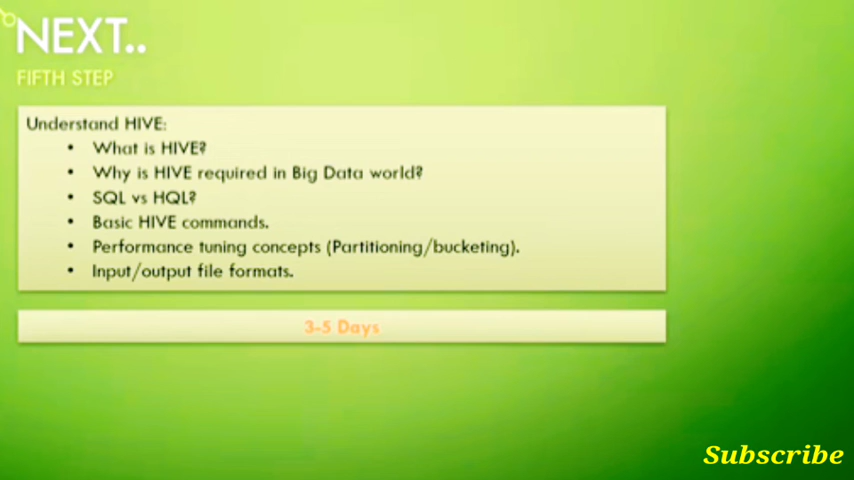 NEXT..
FIFTH STEP
Understand HIVE:
• What is HIVE?
• Why is HIVE required in Big Data world?
• SQL vs HQL?
• Basic HIVE commands.
• Performance tuning concepts (Partitioning/bucketing).
• Input/output file formats.
3-5 Days
Subscribe